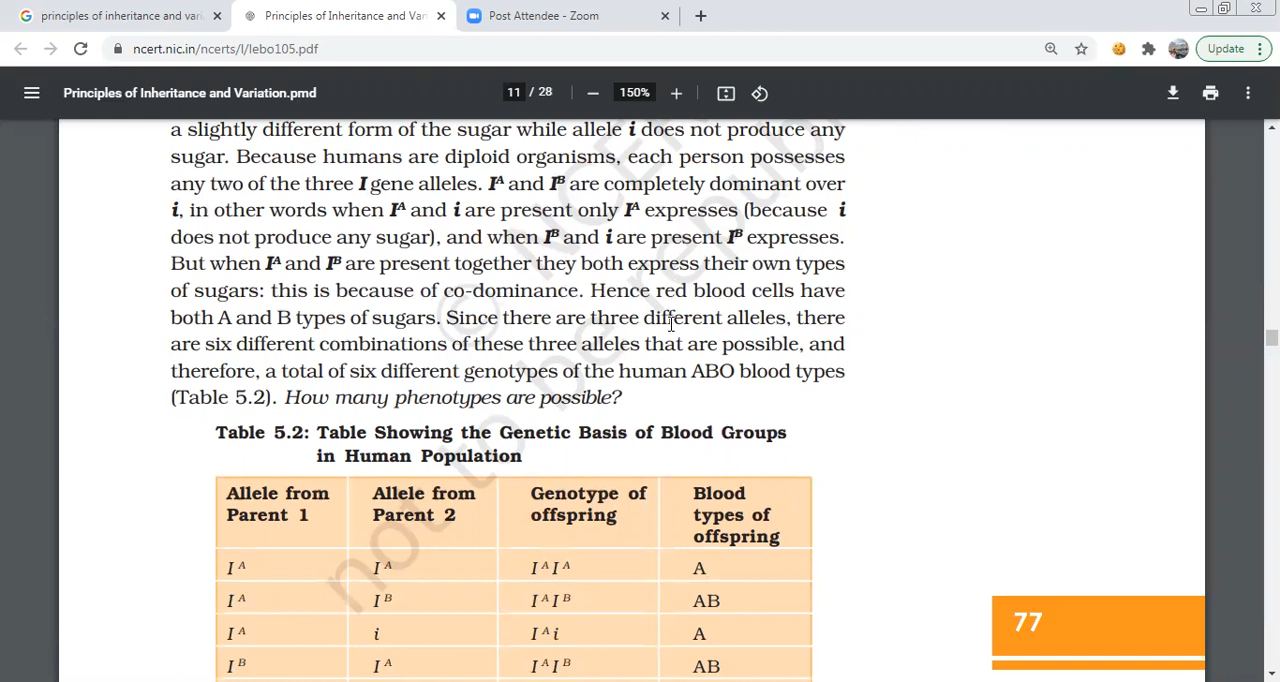 principles of inheritance and vari
Principles of Inheritance and Var
Post Attendee - Zoom
ncert.nic.in/ncerts/l/lebo105.pdf
Update
Principles of Inheritance and Variation.pmd
11 / 28
150%
a slightly different form of the sugar while allele i does not produce any
sugar. Because humans are diploid organisms, each person possesses
any two of the three I gene alleles. Iᴬ and Iᴮ are completely dominant over
i, in other words when Iᴬ and i are present only Iᴬ expresses (because i
does not produce any sugar), and when Iᴮ and i are present Iᴮ expresses.
But when Iᴬ and Iᴮ are present together they both express their own types
of sugars: this is because of co-dominance. Hence red blood cells have
both A and B types of sugars. Since there are three different alleles, there
are six different combinations of these three alleles that are possible, and
therefore, a total of six different genotypes of the human ABO blood types
(Table 5.2). How many phenotypes are possible?
Table 5.2: Table Showing the Genetic Basis of Blood Groups
in Human Population
Allele from Parent 1 Allele from Parent 2 Genotype of offspring Blood types of offspring
Iᴬ Iᴬ IᴬIᴬ A
Iᴬ Iᴮ IᴬIᴮ AB
Iᴬ i Iᴬi A
Iᴮ Iᴬ IᴬIᴮ AB
77
© NCER
not to be re